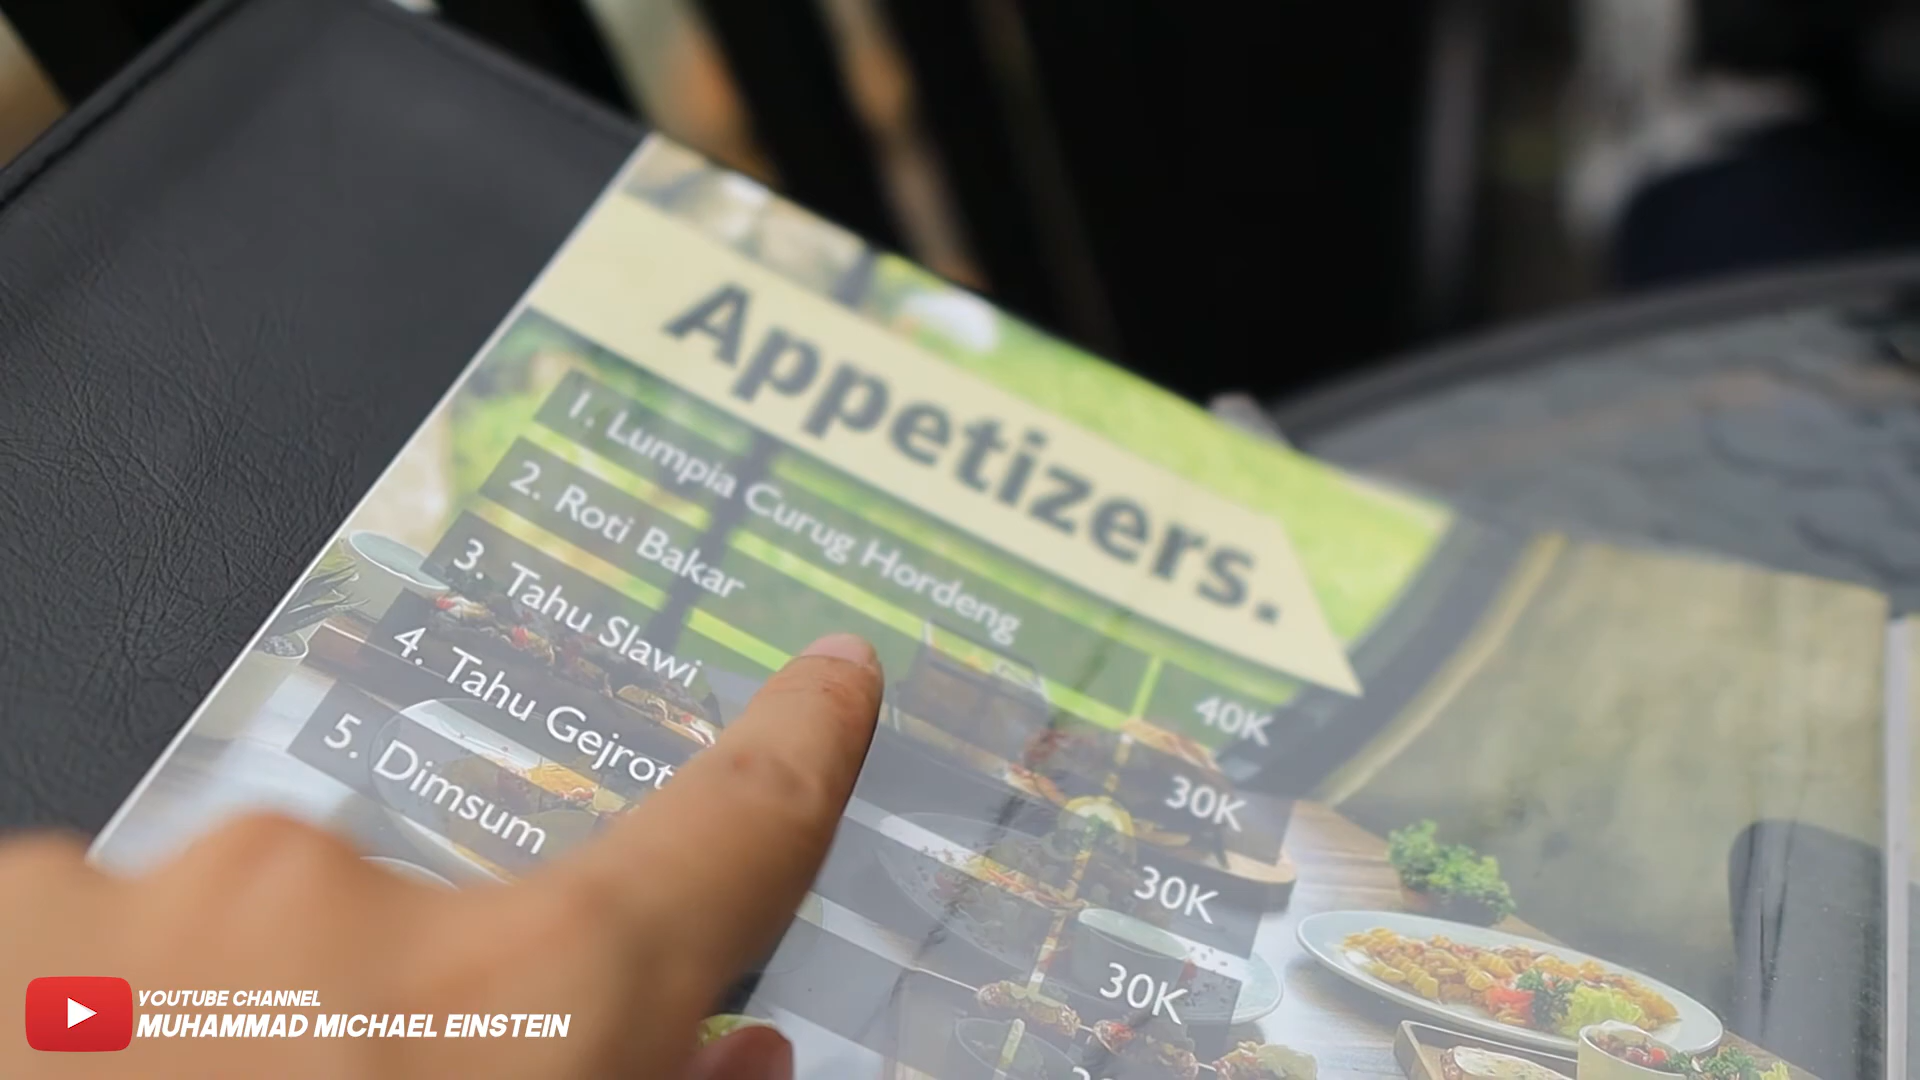 Appetizers.
1. Lumpia Curug Hordeng 40K
2. Roti Bakar 30K
3. Tahu Slawi 30K
4. Tahu Gejrot 30K
5. Dimsum
YOUTUBE CHANNEL
MUHAMMAD MICHAEL EINSTEIN